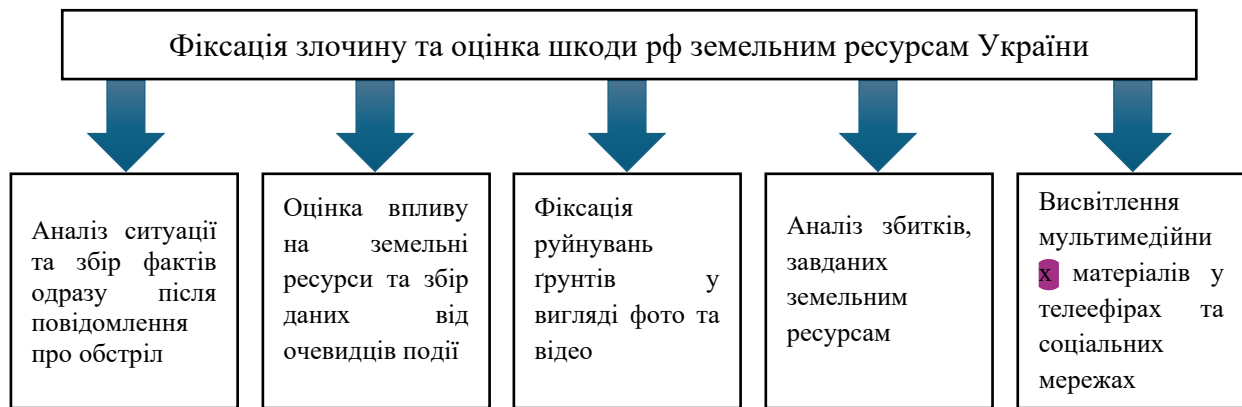 Фіксація злочину та оцінка шкоди рф земельним ресурсам України
Аналіз ситуації
та збір фактів
одразу після
повідомлення
про обстріл
Оцінка впливу
на земельні
ресурси та збір
даних від
очевидців події
Фіксація
руйнувань
ґрунтів у
вигляді фото та
відео
Аналіз збитків,
завданих
земельним
ресурсам
Висвітлення
мультимедійни
х матеріалів у
телеефірах та
соціальних
мережах